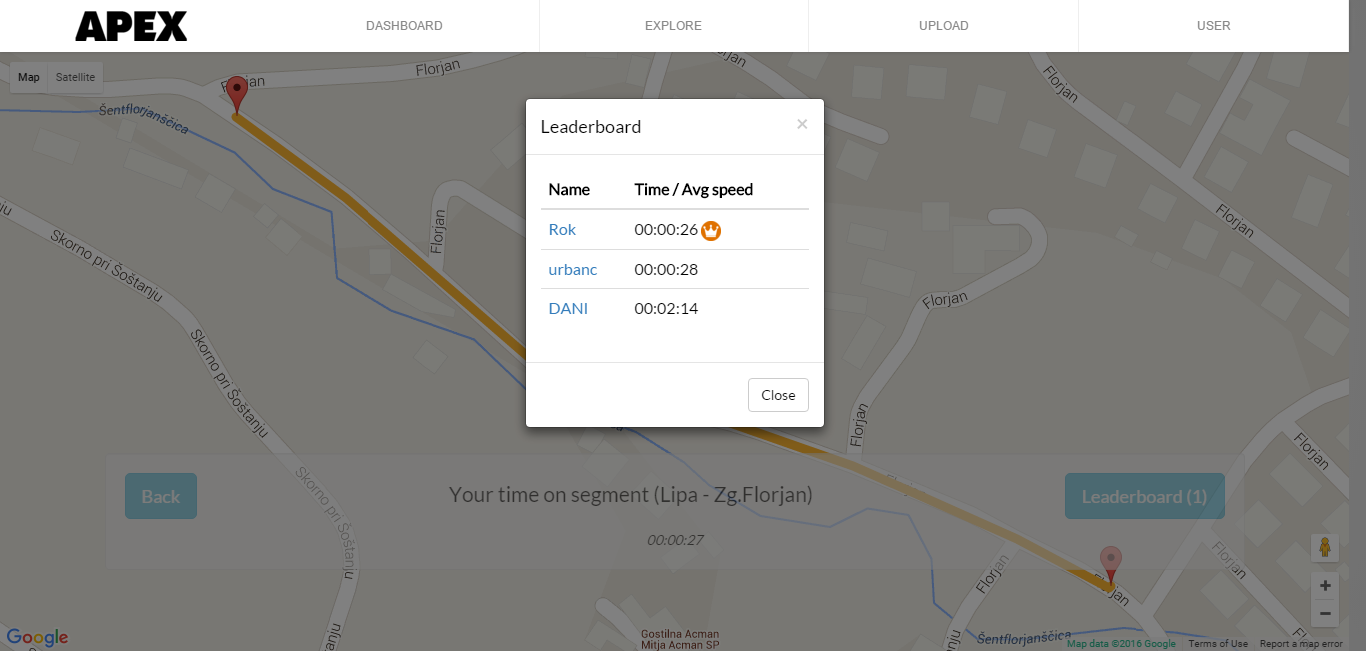 APEX
DASHBOARD
EXPLORE
UPLOAD
USER
Map
Satellite
Florjan
Florjan
Florjan
Šentflorjanščica
Leaderboard
×
Name
Time / Avg speed
Rok
00:00:26
urbanc
00:00:28
DANI
00:02:14
Close
Skorno pri Šoštanju
Florjan
Florjan
Florjan
Skorno pri Šoštanju
Florjan
Florjan
Skorno pri Šoštanju
Florjan
Back
Your time on segment (Lipa - Zg.Florjan)
Leaderboard (1)
00:00:27
Florjan
Florjan
Florjan
+
−
Google
Gostilna Acman
Mitja Acman SP
Šentflorjanščica
Map data ©2016 Google
Terms of Use
Report a map error